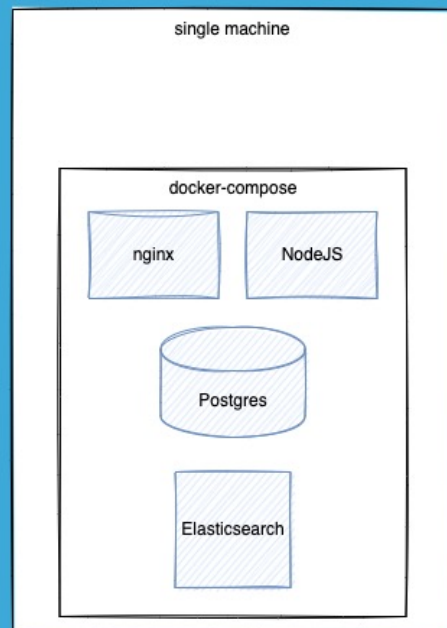 single machine
docker-compose
nginx
NodeJS
Postgres
Elasticsearch